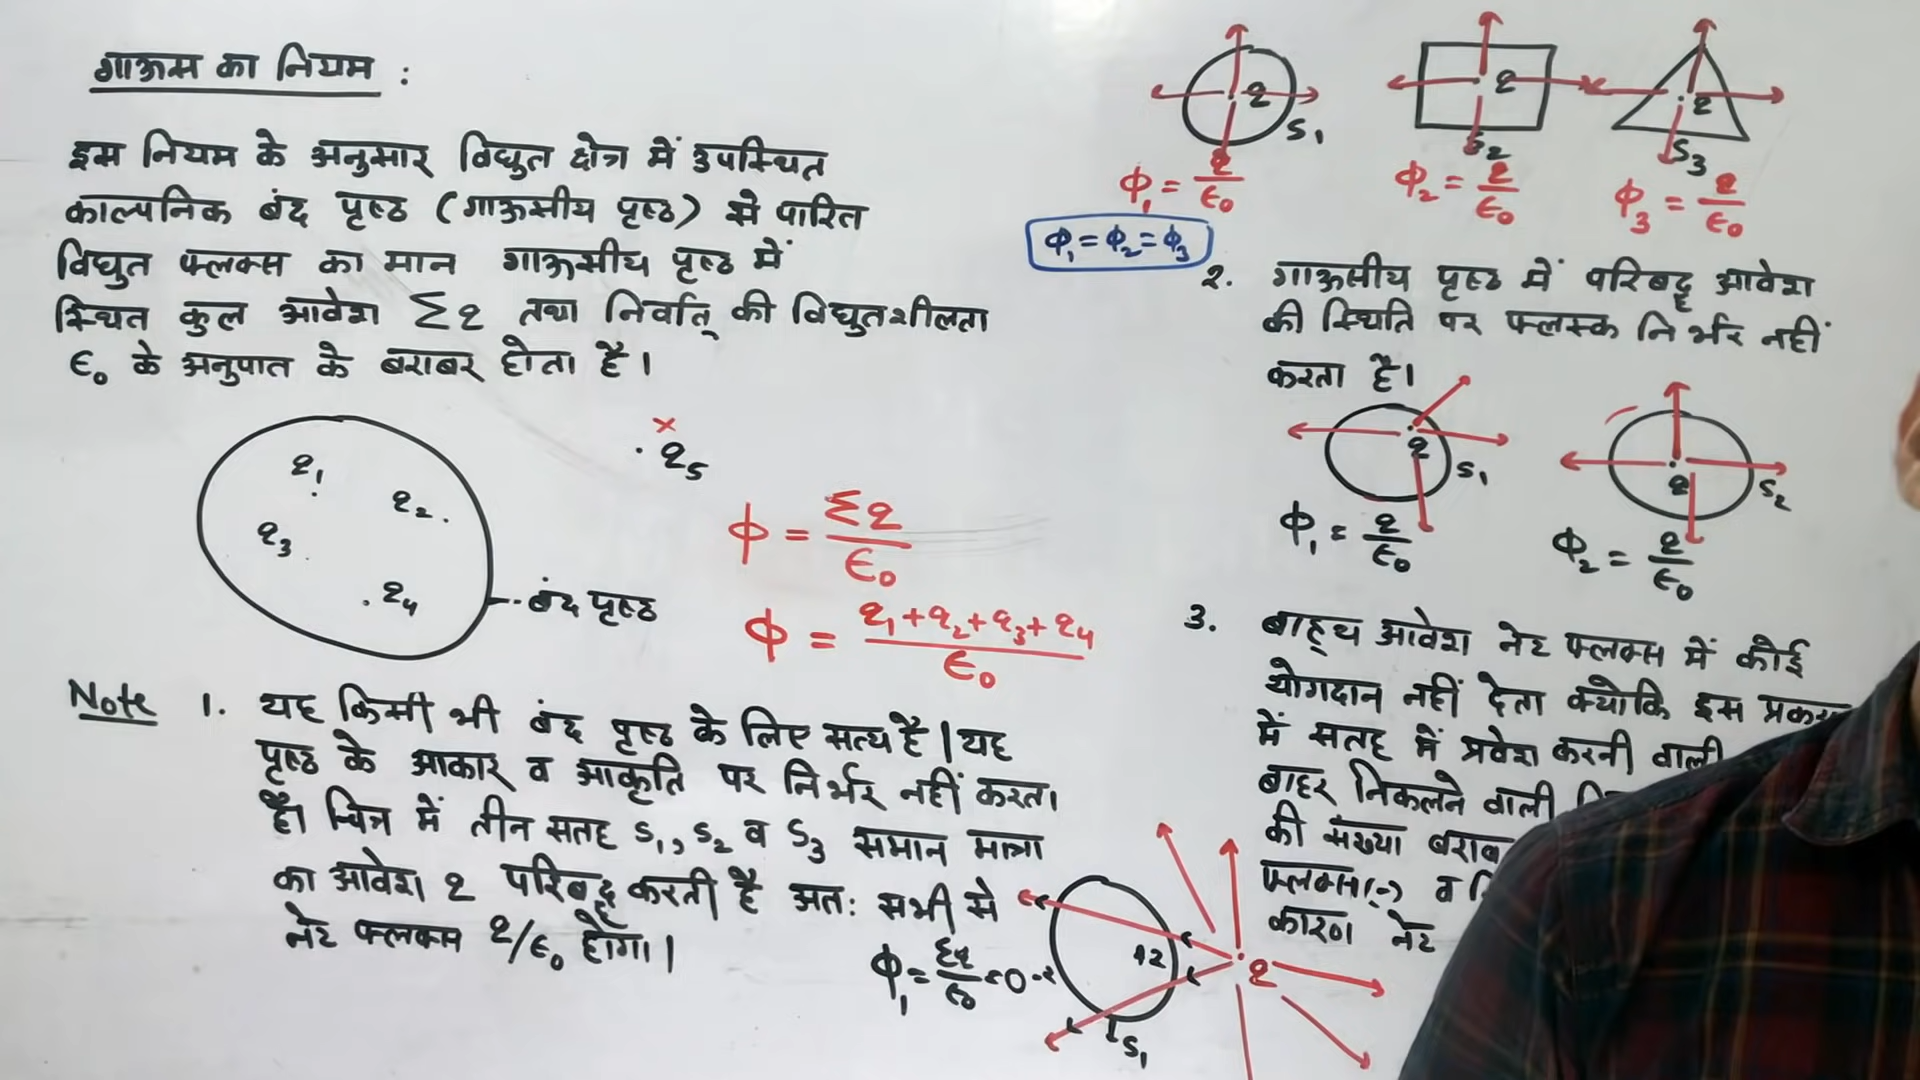 गाऊस का नियम :
इस नियम के अनुसार विद्युत क्षेत्र में उपस्थित
काल्पनिक बंद पृष्ठ (गाऊसीय पृष्ठ) से पारित
विद्युत फ्लक्स का मान गाऊसीय पृष्ठ में
स्थित कुल आवेश Σq तथा निर्वात् की विद्युतशीलता
ϵ₀ के अनुपात के बराबर होता है।
q₁
q₂
q₃
q₄
× q₅
बंद पृष्ठ
ϕ = Σq/ϵ₀
ϕ = q₁+q₂+q₃+q₄/ϵ₀
Note 1. यह किसी भी बंद पृष्ठ के लिए सत्य है। यह
पृष्ठ के आकार व आकृति पर निर्भर नहीं करता
है। चित्र में तीन सतह S₁, S₂ व S₃ समान मात्रा
का आवेश q परिबद्ध करती है अतः सभी से
नेट फ्लक्स q/ϵ₀ होगा।
q S₁
q S₂
q S₃
ϕ₁ = q/ϵ₀
ϕ₂ = q/ϵ₀
ϕ₃ = q/ϵ₀
ϕ₁ = ϕ₂ = ϕ₃
2. गाऊसीय पृष्ठ में परिबद्ध आवेश
की स्थिति पर फ्लस्क निर्भर नहीं
करता है।
q S₁
q S₂
ϕ₁ = q/ϵ₀
ϕ₂ = q/ϵ₀
3. बाह्य आवेश नेट फ्लक्स में कोई
योगदान नहीं देता क्योकि इस
में सतह में प्रवेश करनी वाली
बाहर निकलने वाली
की संख्या
फ्लक्स(-) व
कारण नेट
ϕ₁ = Σq/ϵ₀ = 0
+2
q
S₁